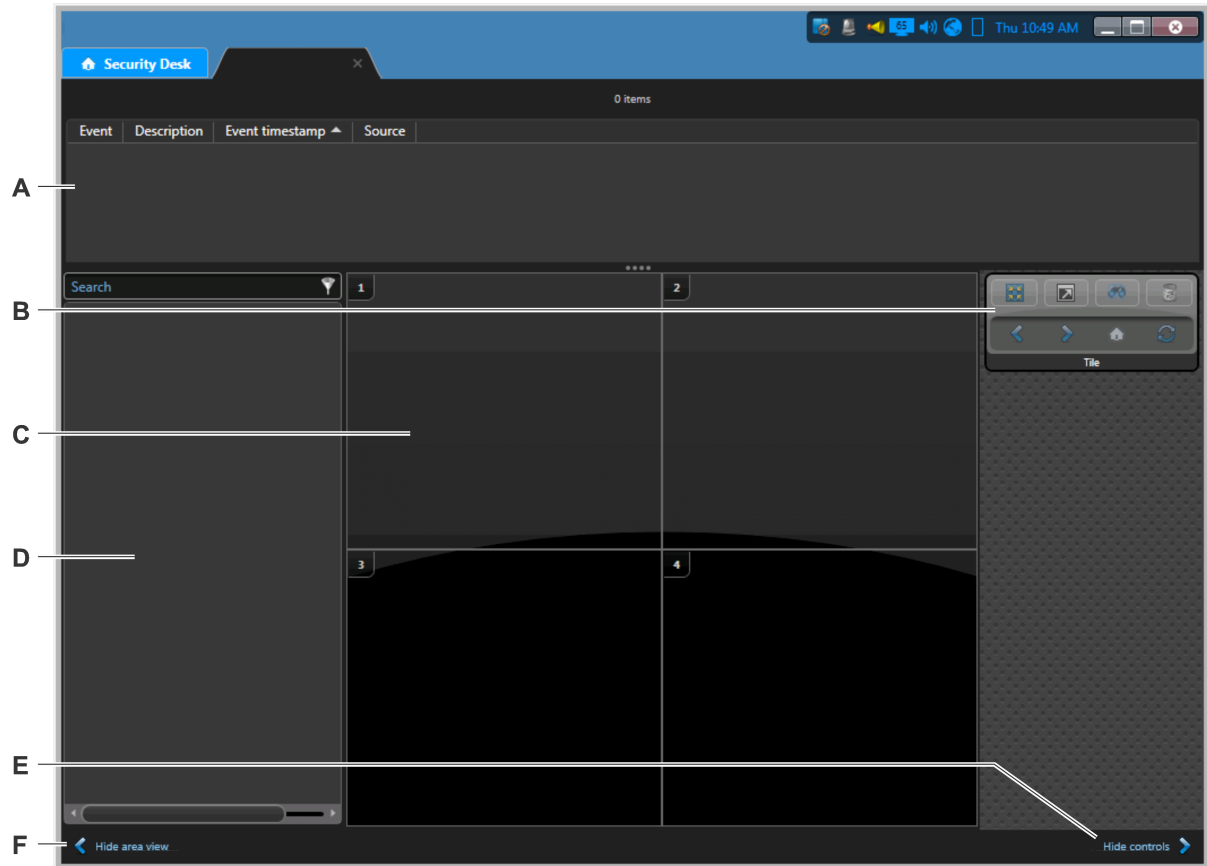 65
Thu 10:49 AM
Security Desk
0 items
Event Description Event timestamp Source
A
Search
1
2
B
Tile
C
D
3
4
E
F
Hide area view
Hide controls